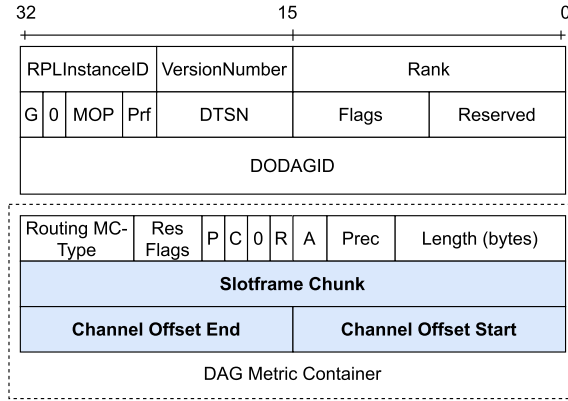 32 15 0
RPLInstanceID VersionNumber Rank
G 0 MOP Prf DTSN Flags Reserved
DODAGID
Routing MC-
Type
Res
Flags
P C 0 R A Prec Length (bytes)
Slotframe Chunk
Channel Offset End Channel Offset Start
DAG Metric Container